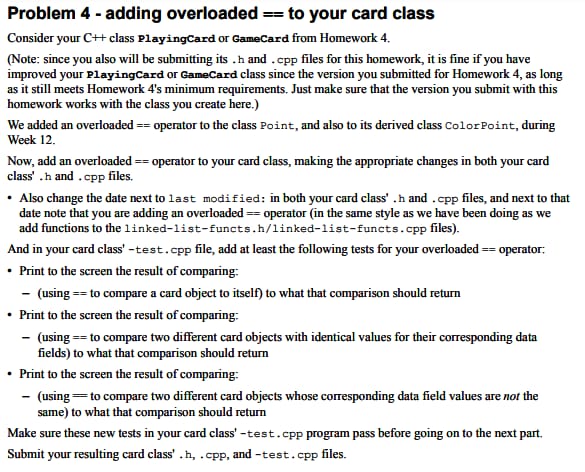 Problem 4 - adding overloaded == to your card class
Consider your C++ class PlayingCard or GameCard from Homework 4.
(Note: since you also will be submitting its .h and .cpp files for this homework, it is fine if you have
improved your PlayingCard or GameCard class since the version you submitted for Homework 4, as long
as it still meets Homework 4's minimum requirements. Just make sure that the version you submit with this
homework works with the class you create here.)
We added an overloaded == operator to the class Point, and also to its derived class ColorPoint, during
Week 12.
Now, add an overloaded == operator to your card class, making the appropriate changes in both your card
class' .h and .cpp files.
• Also change the date next to last modified: in both your card class' .h and .cpp files, and next to that
date note that you are adding an overloaded == operator (in the same style as we have been doing as we
add functions to the linked-list-functs.h/linked-list-functs.cpp files).
And in your card class' -test.cpp file, add at least the following tests for your overloaded == operator:
• Print to the screen the result of comparing:
– (using == to compare a card object to itself) to what that comparison should return
• Print to the screen the result of comparing:
– (using == to compare two different card objects with identical values for their corresponding data
fields) to what that comparison should return
• Print to the screen the result of comparing:
– (using == to compare two different card objects whose corresponding data field values are not the
same) to what that comparison should return
Make sure these new tests in your card class' -test.cpp program pass before going on to the next part.
Submit your resulting card class' .h, .cpp, and -test.cpp files.